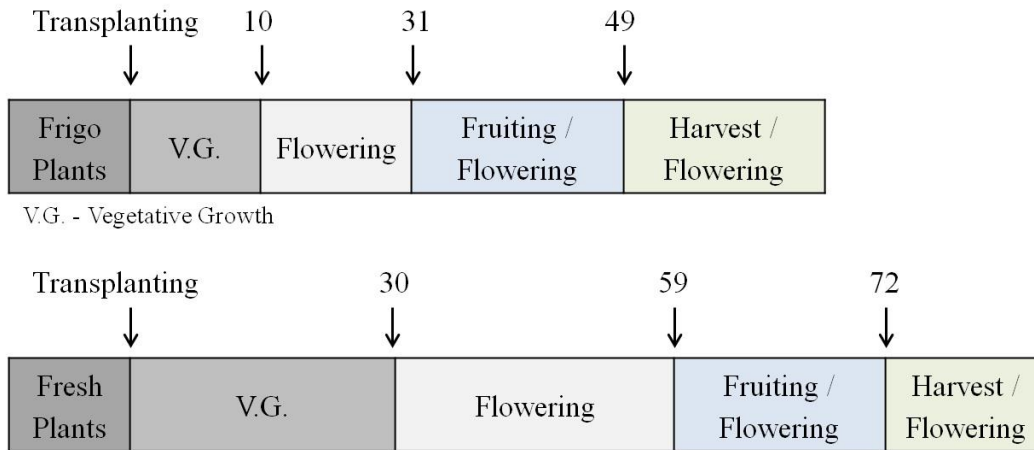 Transplanting 10 31 49
Frigo Plants V.G. Flowering Fruiting / Flowering Harvest / Flowering
V.G. - Vegetative Growth
Transplanting 30 59 72
Fresh Plants V.G. Flowering Fruiting / Flowering Harvest / Flowering